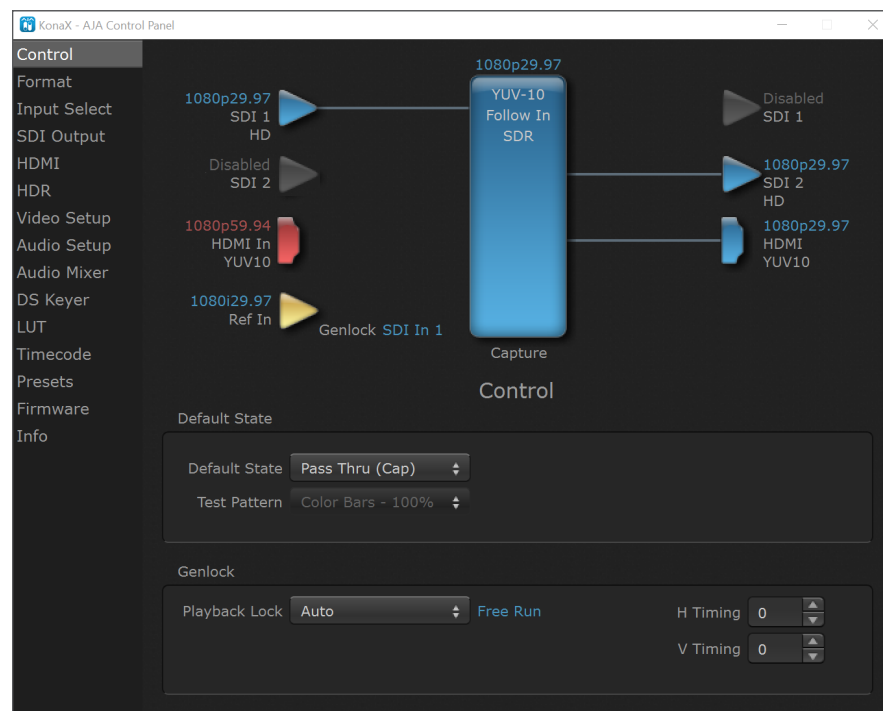 KonaX - AJA Control Panel
Control
Format
Input Select
SDI Output
HDMI
HDR
Video Setup
Audio Setup
Audio Mixer
DS Keyer
LUT
Timecode
Presets
Firmware
Info
1080p29.97
SDI 1
HD
Disabled
SDI 2
1080p59.94
HDMI In
YUV10
1080i29.97
Ref In
Genlock SDI In 1
1080p29.97
YUV-10
Follow In
SDR
Capture
Disabled
SDI 1
1080p29.97
SDI 2
HD
1080p29.97
HDMI
YUV10
Control
Default State
Default State Pass Thru (Cap)
Test Pattern Color Bars - 100%
Genlock
Playback Lock Auto Free Run
H Timing 0
V Timing 0